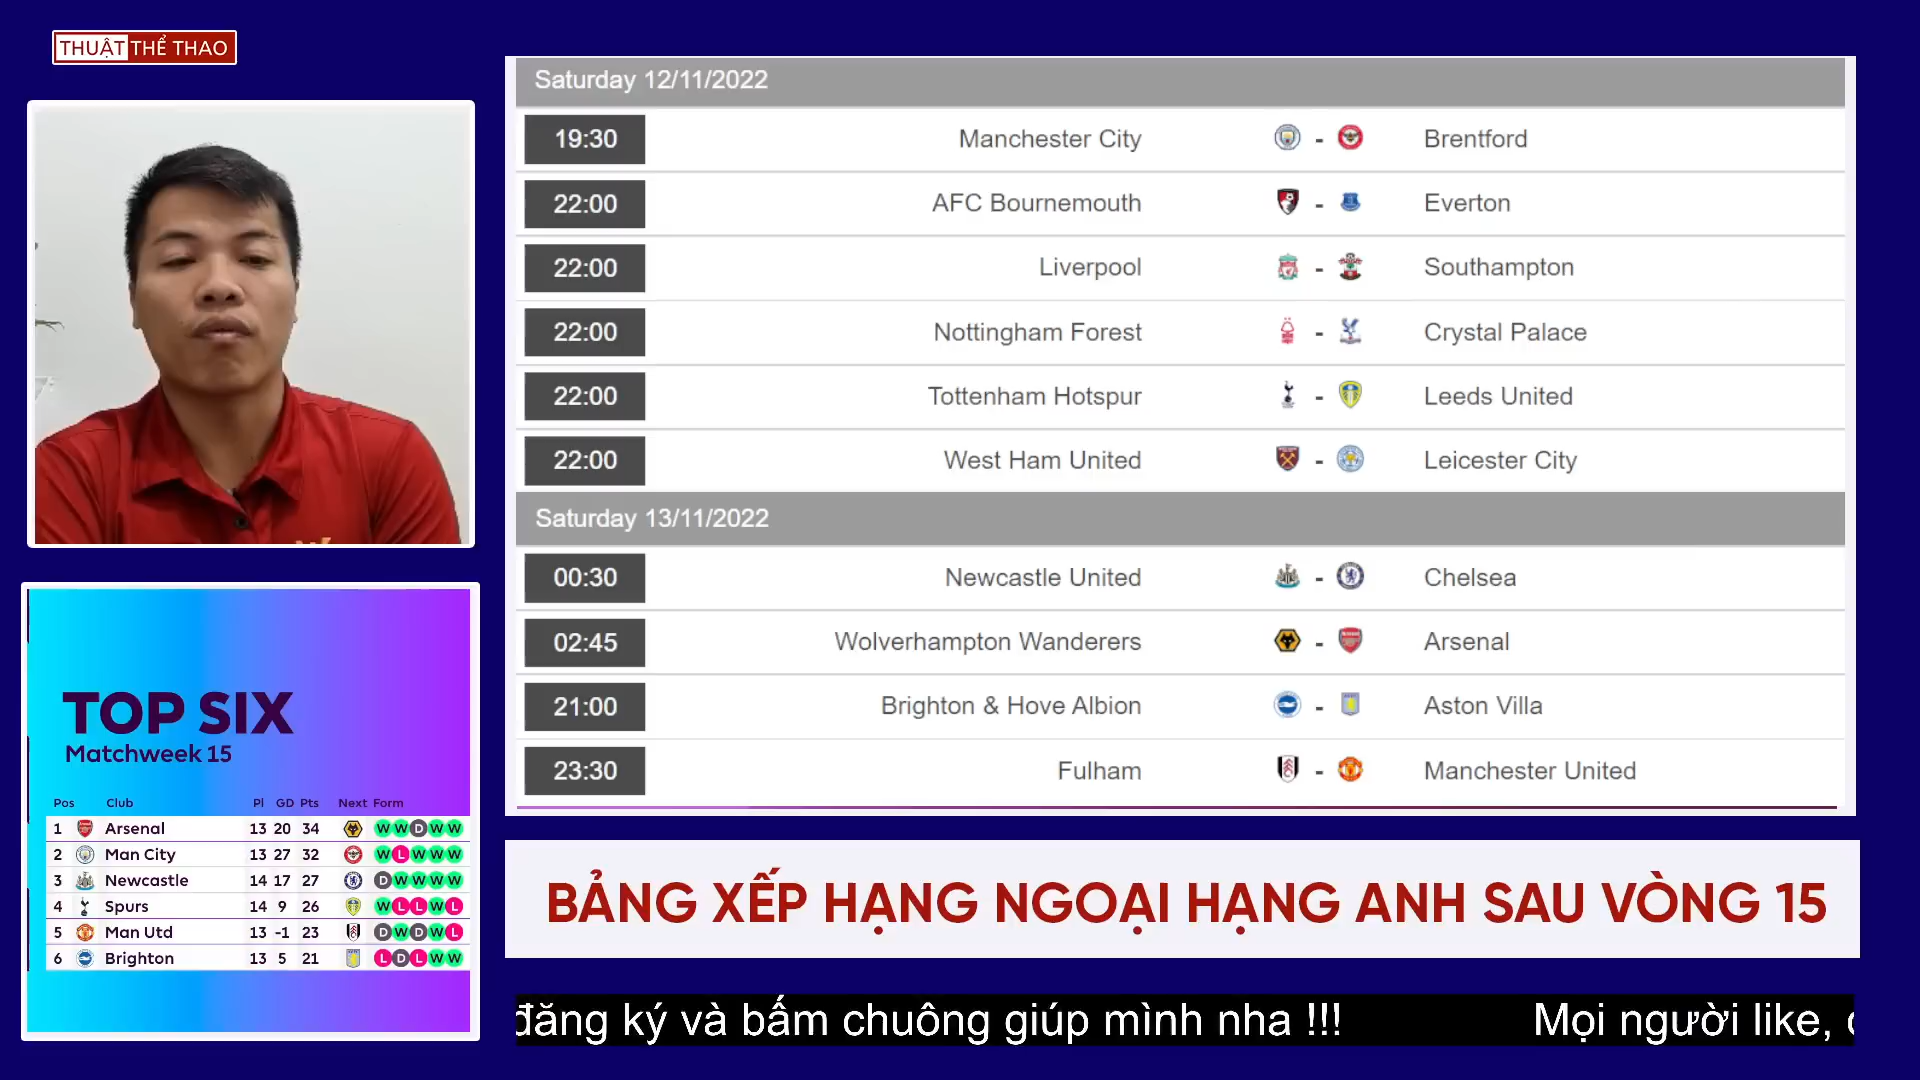 THUẬT THỂ THAO
Saturday 12/11/2022
19:30 Manchester City - Brentford
22:00 AFC Bournemouth - Everton
22:00 Liverpool - Southampton
22:00 Nottingham Forest - Crystal Palace
22:00 Tottenham Hotspur - Leeds United
22:00 West Ham United - Leicester City
Saturday 13/11/2022
00:30 Newcastle United - Chelsea
02:45 Wolverhampton Wanderers - Arsenal
21:00 Brighton & Hove Albion - Aston Villa
23:30 Fulham - Manchester United
TOP SIX
Matchweek 15
Pos Club Pl GD Pts Next Form
1 Arsenal 13 20 34 W W D W W
2 Man City 13 27 32 W L W W W
3 Newcastle 14 17 27 D W W W W
4 Spurs 14 9 26 W L L W L
5 Man Utd 13 -1 23 D W D W L
6 Brighton 13 5 21 L D L W W
BẢNG XẾP HẠNG NGOẠI HẠNG ANH SAU VÒNG 15
đăng ký và bấm chuông giúp mình nha !!! Mọi người like,